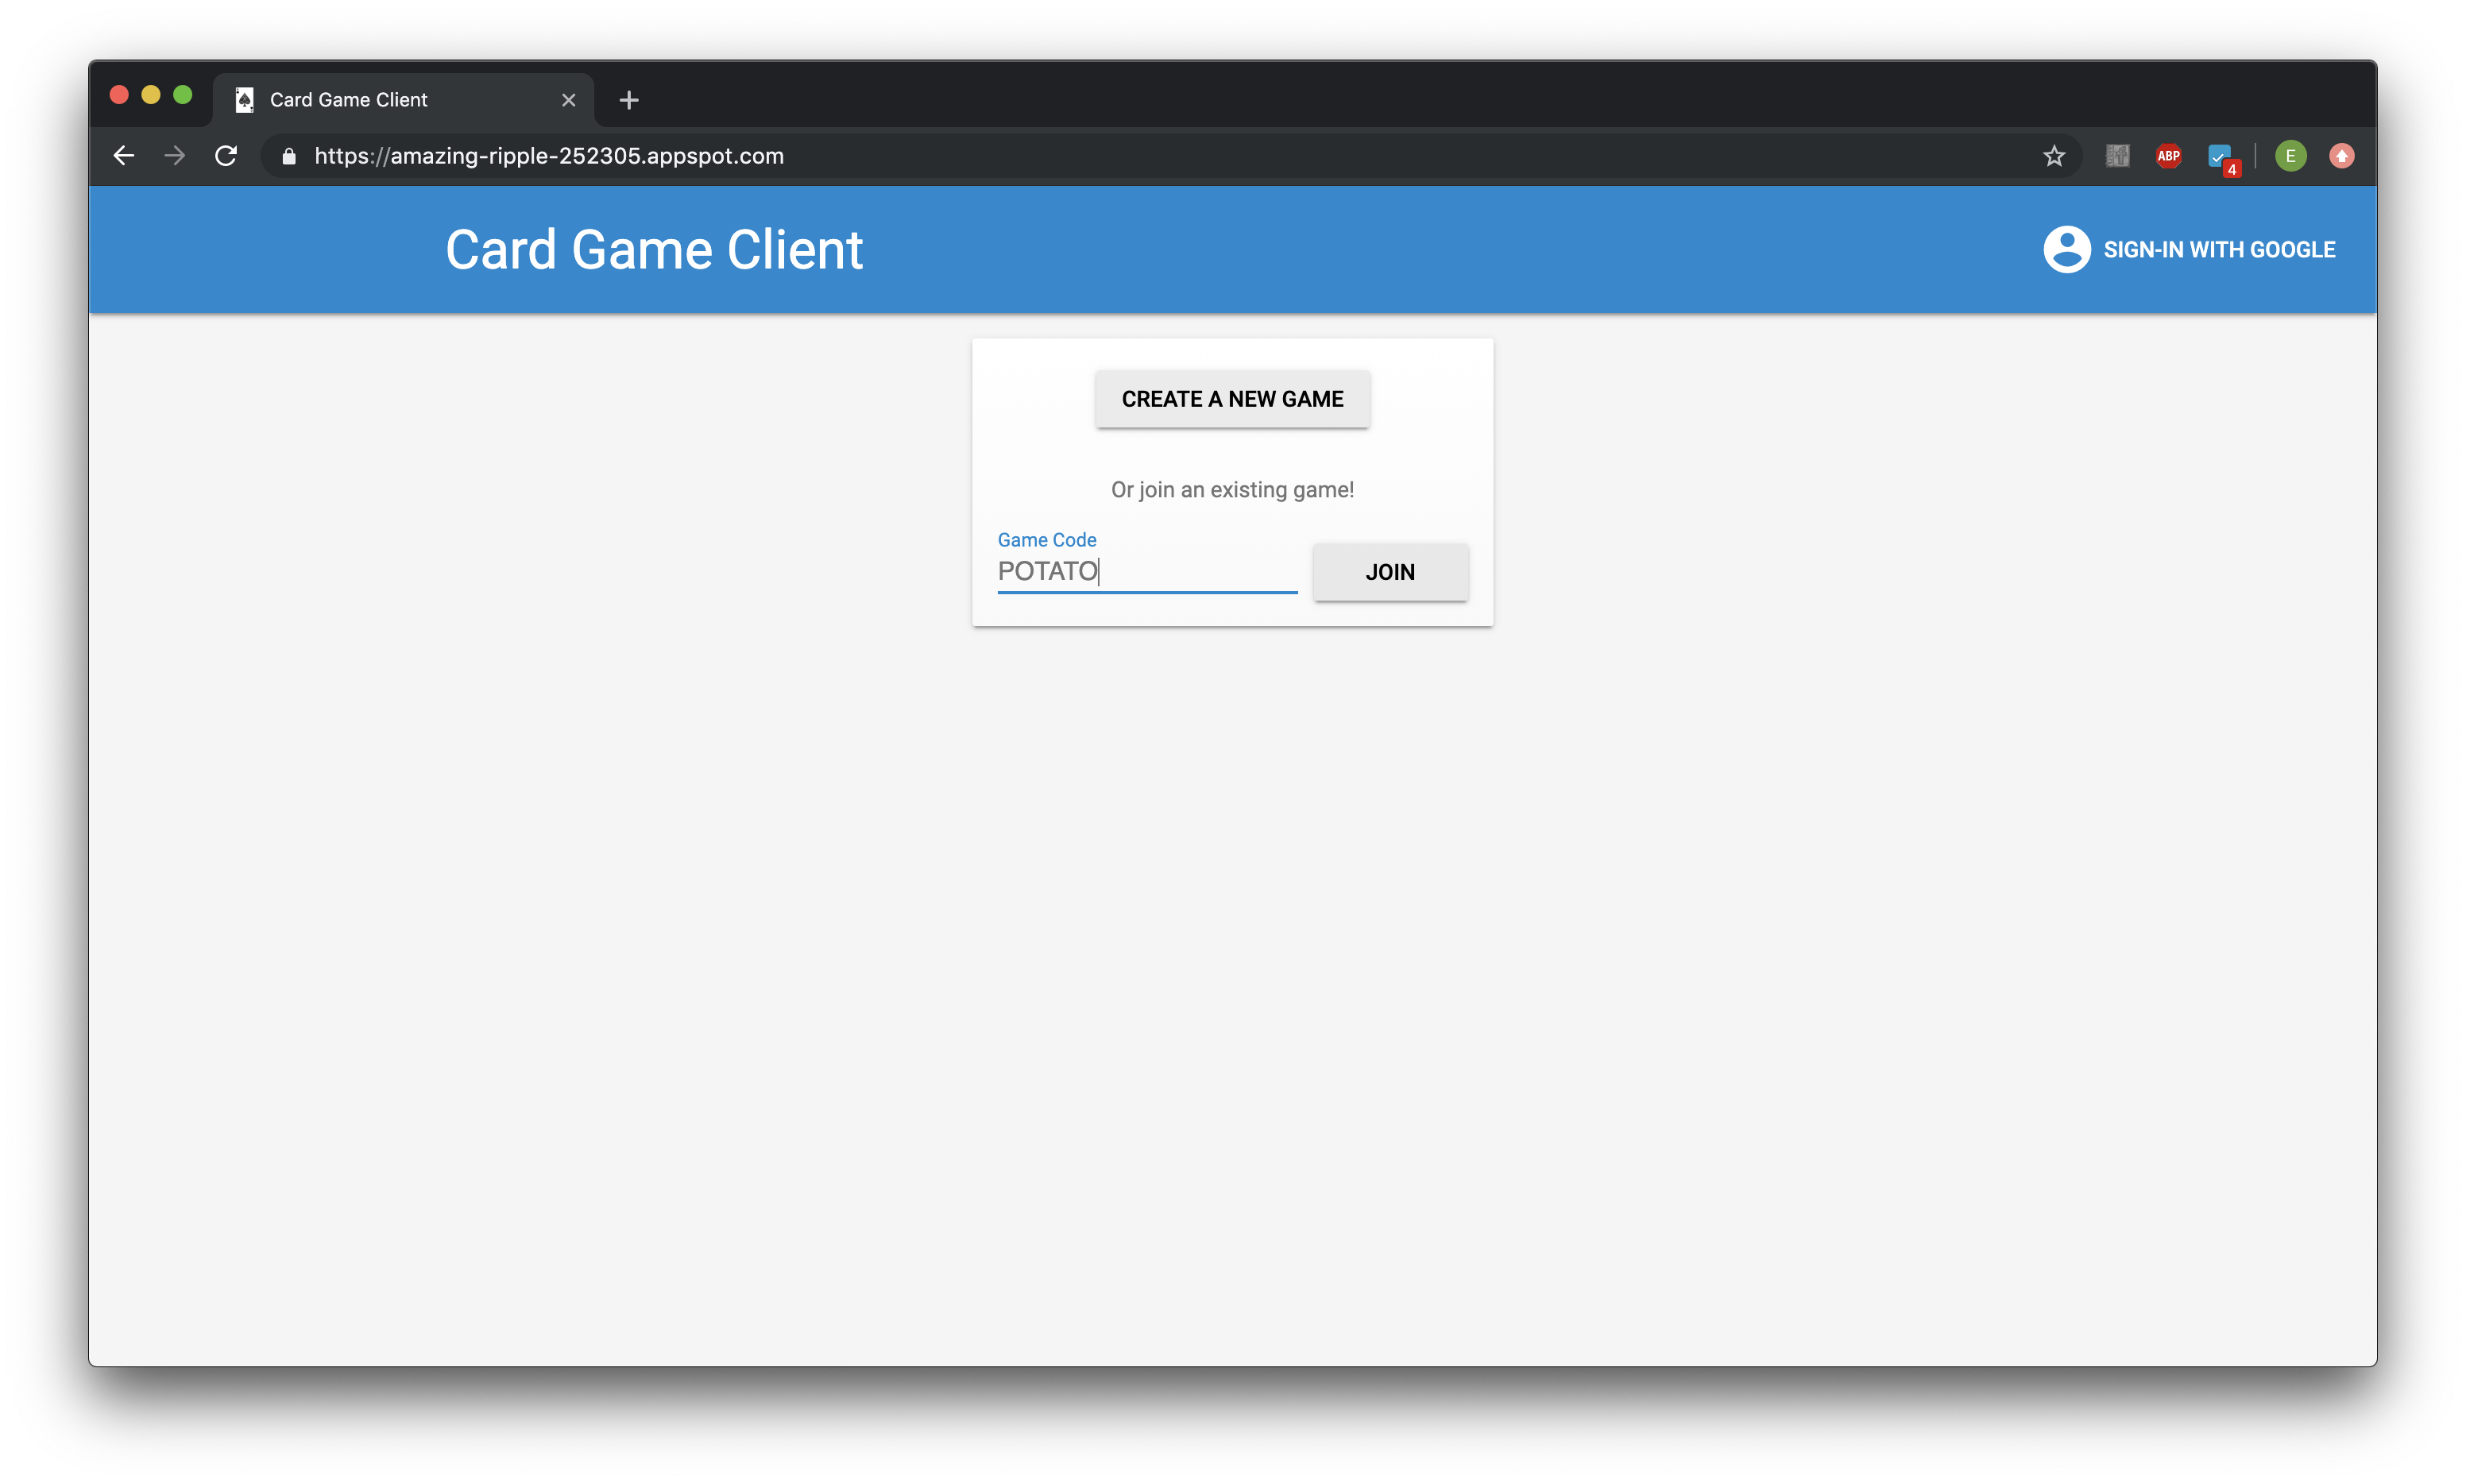 Card Game Client
https://amazing-ripple-252305.appspot.com
ABP
4
E
Card Game Client
SIGN-IN WITH GOOGLE
CREATE A NEW GAME
Or join an existing game!
Game Code
POTATO
JOIN